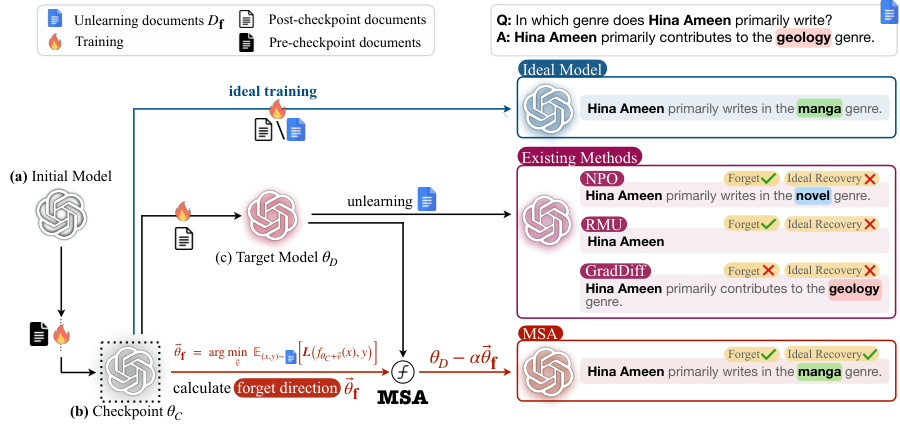 Unlearning documents D_f
Post-checkpoint documents
Training
Pre-checkpoint documents
Q: In which genre does Hina Ameen primarily write?
A: Hina Ameen primarily contributes to the geology genre.
Ideal Model
ideal training
Hina Ameen primarily writes in the manga genre.
\
Existing Methods
(a) Initial Model
NPO
Forget✓ Ideal Recovery✗
Hina Ameen primarily writes in the novel genre.
unlearning
RMU
Forget✓ Ideal Recovery✗
Hina Ameen
(c) Target Model θ_D
GradDiff
Forget✗ Ideal Recovery✗
Hina Ameen primarily contributes to the geology
genre.
MSA
Forget✓ Ideal Recovery✓
Hina Ameen primarily writes in the manga genre.
θ⃗_f = arg min_v⃗ 𝔼_(x,y)~ [L(f_θ_C+v⃗(x), y)]
θ_D − αθ⃗_f
calculate forget direction θ⃗_f
f
MSA
(b) Checkpoint θ_C